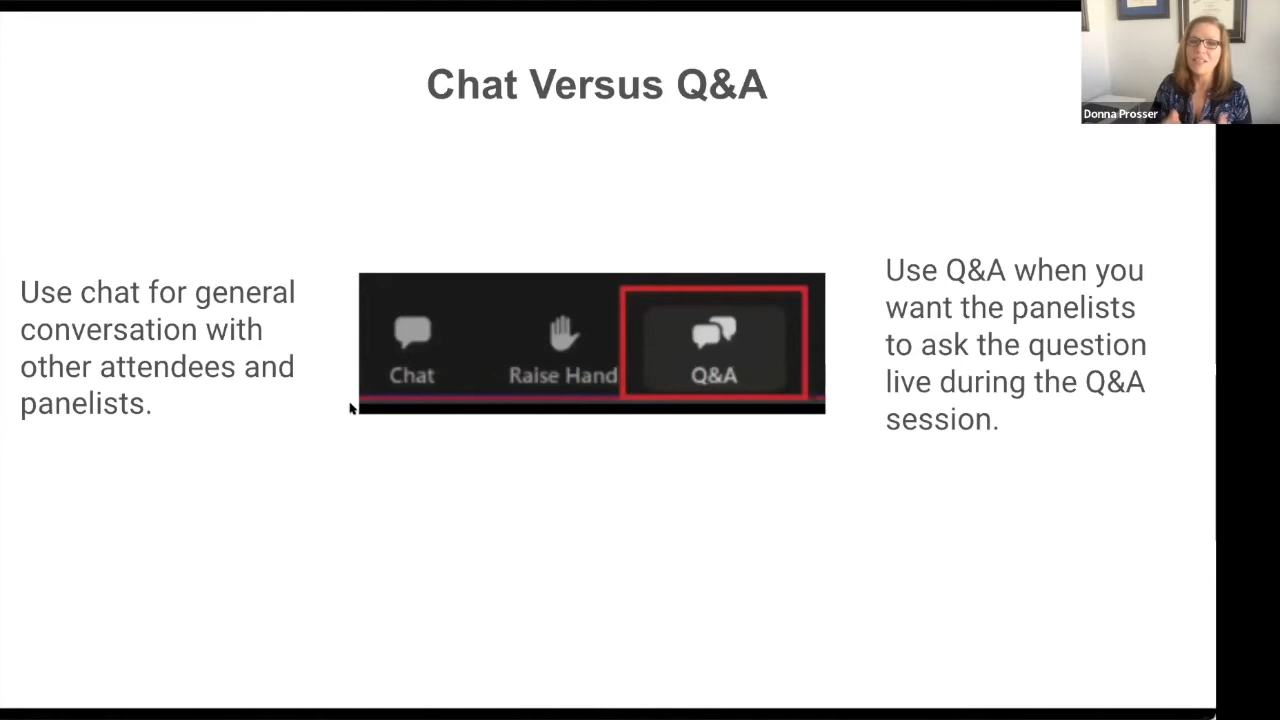 Chat Versus Q&A
Donna Prosser
Use chat for general
conversation with
other attendees and
panelists.
Chat
Raise Hand
Q&A
Use Q&A when you
want the panelists
to ask the question
live during the Q&A
session.